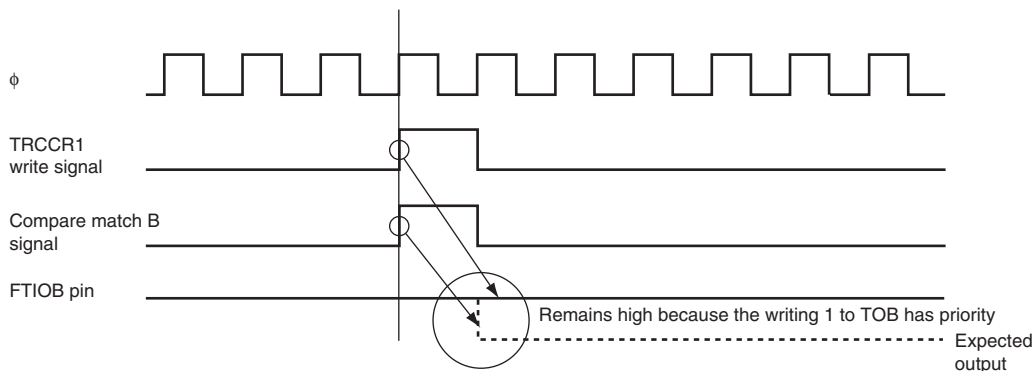 ϕ
TRCCR1
write signal
Compare match B
signal
FTIOB pin
Remains high because the writing 1 to TOB has priority
Expected
output